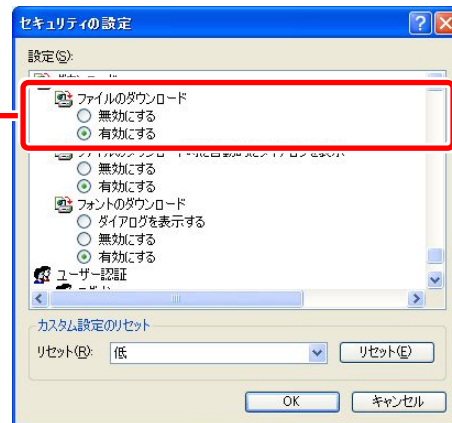 セキュリティの設定
設定(S):
ファイルのダウンロード
無効にする
有効にする
無効にする
有効にする
フォントのダウンロード
ダイアログを表示する
無効にする
有効にする
ユーザー認証
カスタム設定のリセット
リセット(R): 低 リセット(E)
OK キャンセル